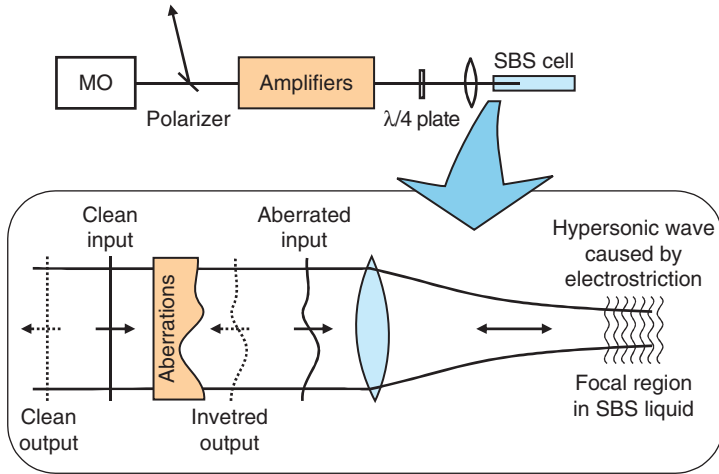 MO
Polarizer
Amplifiers
λ/4 plate
SBS cell
Clean
input
Aberrated
input
Hypersonic wave
caused by
electrostriction
Aberrations
Clean
output
Invetred
output
Focal region
in SBS liquid